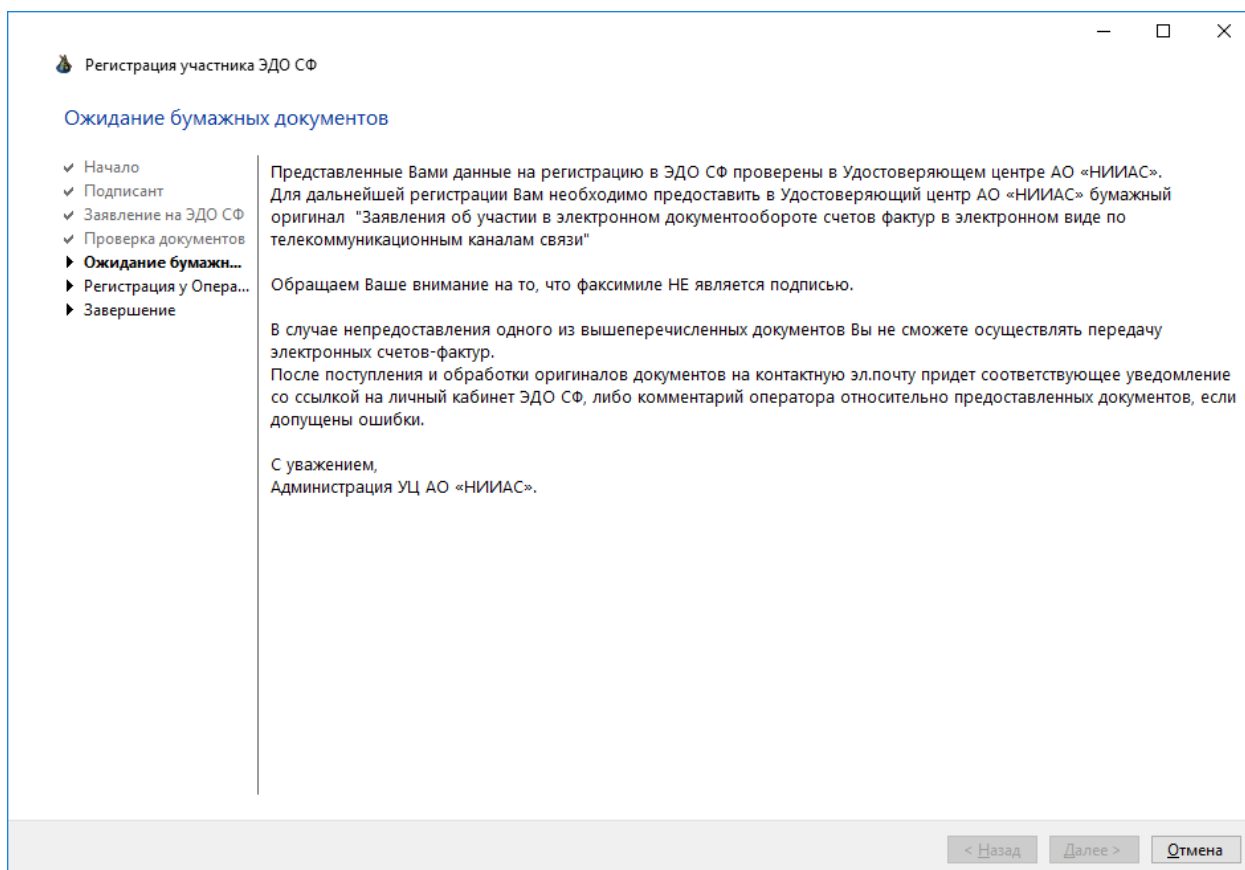 Регистрация участника ЭДО СФ
Ожидание бумажных документов
Начало
Подписант
Заявление на ЭДО СФ
Проверка документов
Ожидание бумажн...
Регистрация у Опера...
Завершение
Представленные Вами данные на регистрацию в ЭДО СФ проверены в Удостоверяющем центре АО «НИИАС».
Для дальнейшей регистрации Вам необходимо предоставить в Удостоверяющий центр АО «НИИАС» бумажный
оригинал "Заявления об участии в электронном документообороте счетов фактур в электронном виде по
телекоммуникационным каналам связи"
Обращаем Ваше внимание на то, что факсимиле НЕ является подписью.
В случае непредоставления одного из вышеперечисленных документов Вы не сможете осуществлять передачу
электронных счетов-фактур.
После поступления и обработки оригиналов документов на контактную эл.почту придет соответствующее уведомление
со ссылкой на личный кабинет ЭДО СФ, либо комментарий оператора относительно предоставленных документов, если
допущены ошибки.
С уважением,
Администрация УЦ АО «НИИАС».
< Назад
Далее >
Отмена